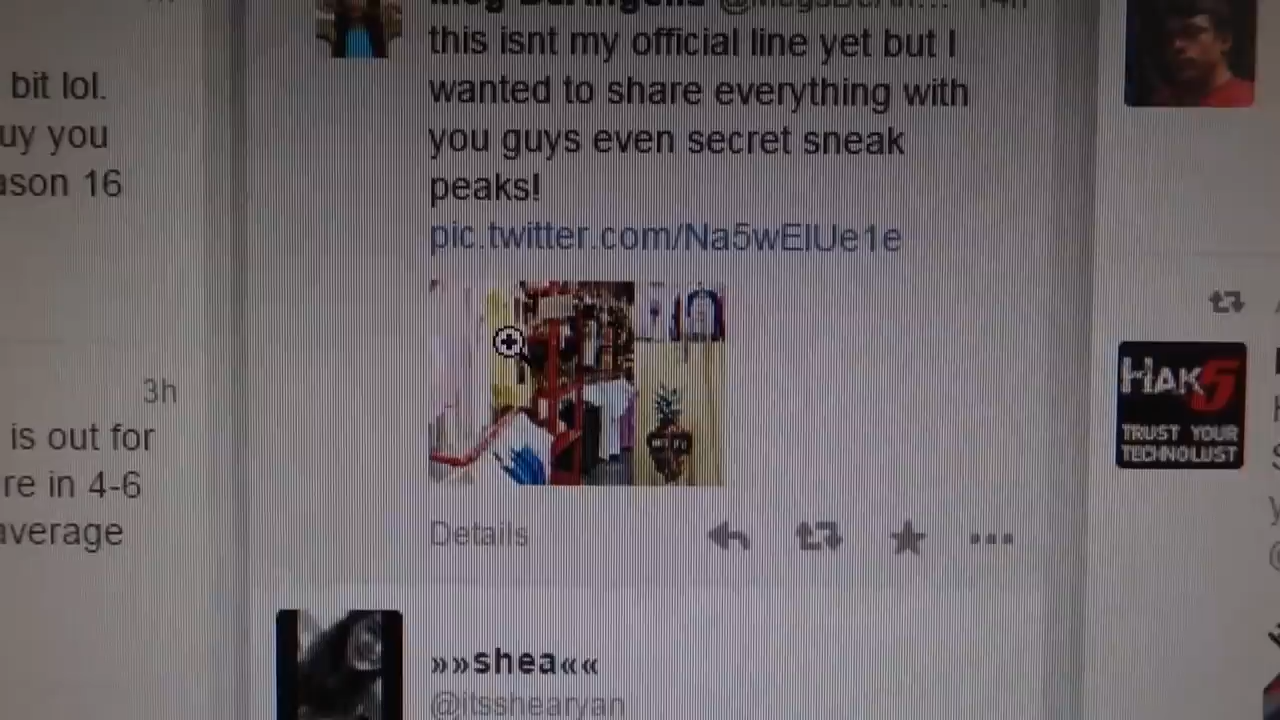 bit lol.
uy you
ason 16
3h
is out for
re in 4-6
average
14h
this isnt my official line yet but I
wanted to share everything with
you guys even secret sneak
peaks!
pic.twitter.com/Na5wElUe1e
Details
»»shea««
@itsshearyan
HAK5
TRUST YOUR
TECHNOLUST